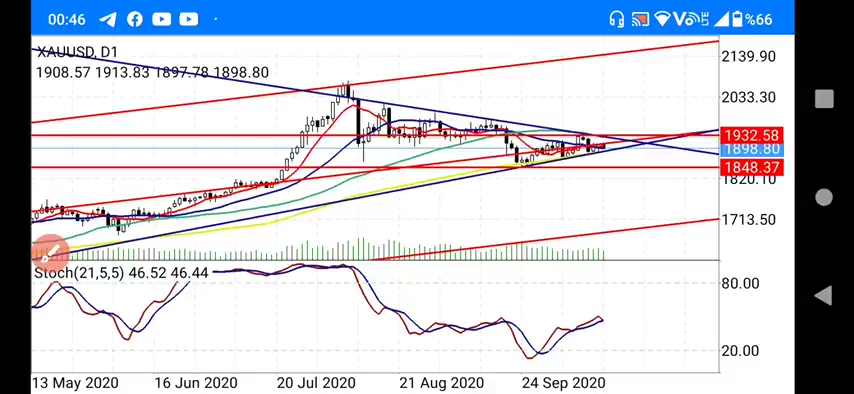 00:46
%66
XAUUSD, D1
1908.57 1913.83 1897.78 1898.80
2139.90
2033.30
1932.58
1898.80
1848.37
1820.10
1713.50
Stoch(21,5,5) 46.52 46.44
80.00
20.00
13 May 2020 16 Jun 2020 20 Jul 2020 21 Aug 2020 24 Sep 2020